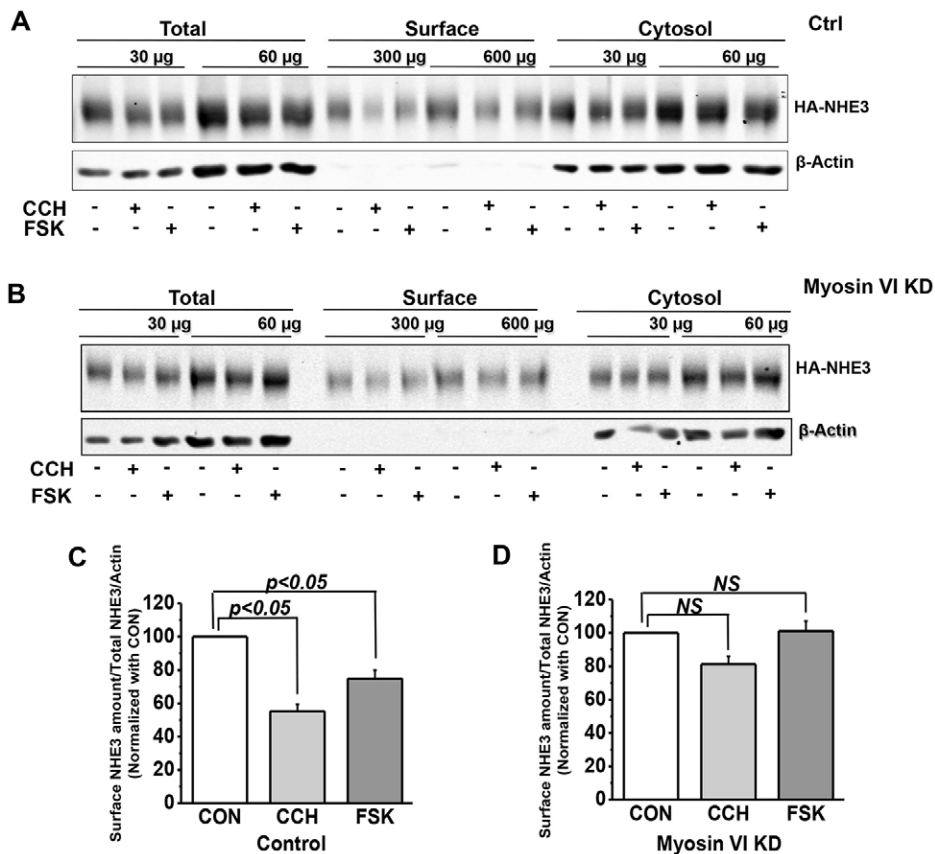 A Total Surface Cytosol Ctrl
30 µg 60 µg 300 µg 600 µg 30 µg 60 µg
HA-NHE3
β-Actin
CCH - + - - + - - + - - + - - + - - + -
FSK - - + - - + - - + - - + - - + - - +
B Total Surface Cytosol Myosin VI KD
30 µg 60 µg 300 µg 600 µg 30 µg 60 µg
HA-NHE3
β-Actin
CCH - + - - + - - + - - + - - + - - + -
FSK - - + - - + - - + - - + - - + - - +
C
Surface NHE3 amount/Total NHE3/Actin
(Normalized with CON)
p<0.05
p<0.05
120
100
80
60
40
20
0
CON CCH FSK
Control
D
Surface NHE3 amount/Total NHE3/Actin
(Normalized with CON)
NS
NS
120
100
80
60
40
20
0
CON CCH FSK
Myosin VI KD